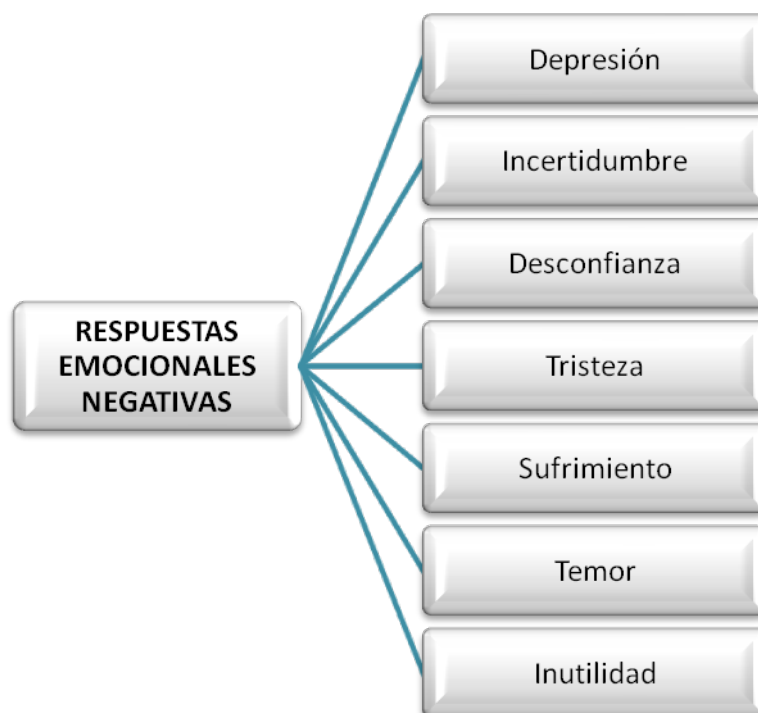 Depresión
Incertidumbre
Desconfianza
RESPUESTAS
EMOCIONALES
NEGATIVAS
Tristeza
Sufrimiento
Temor
Inutilidad